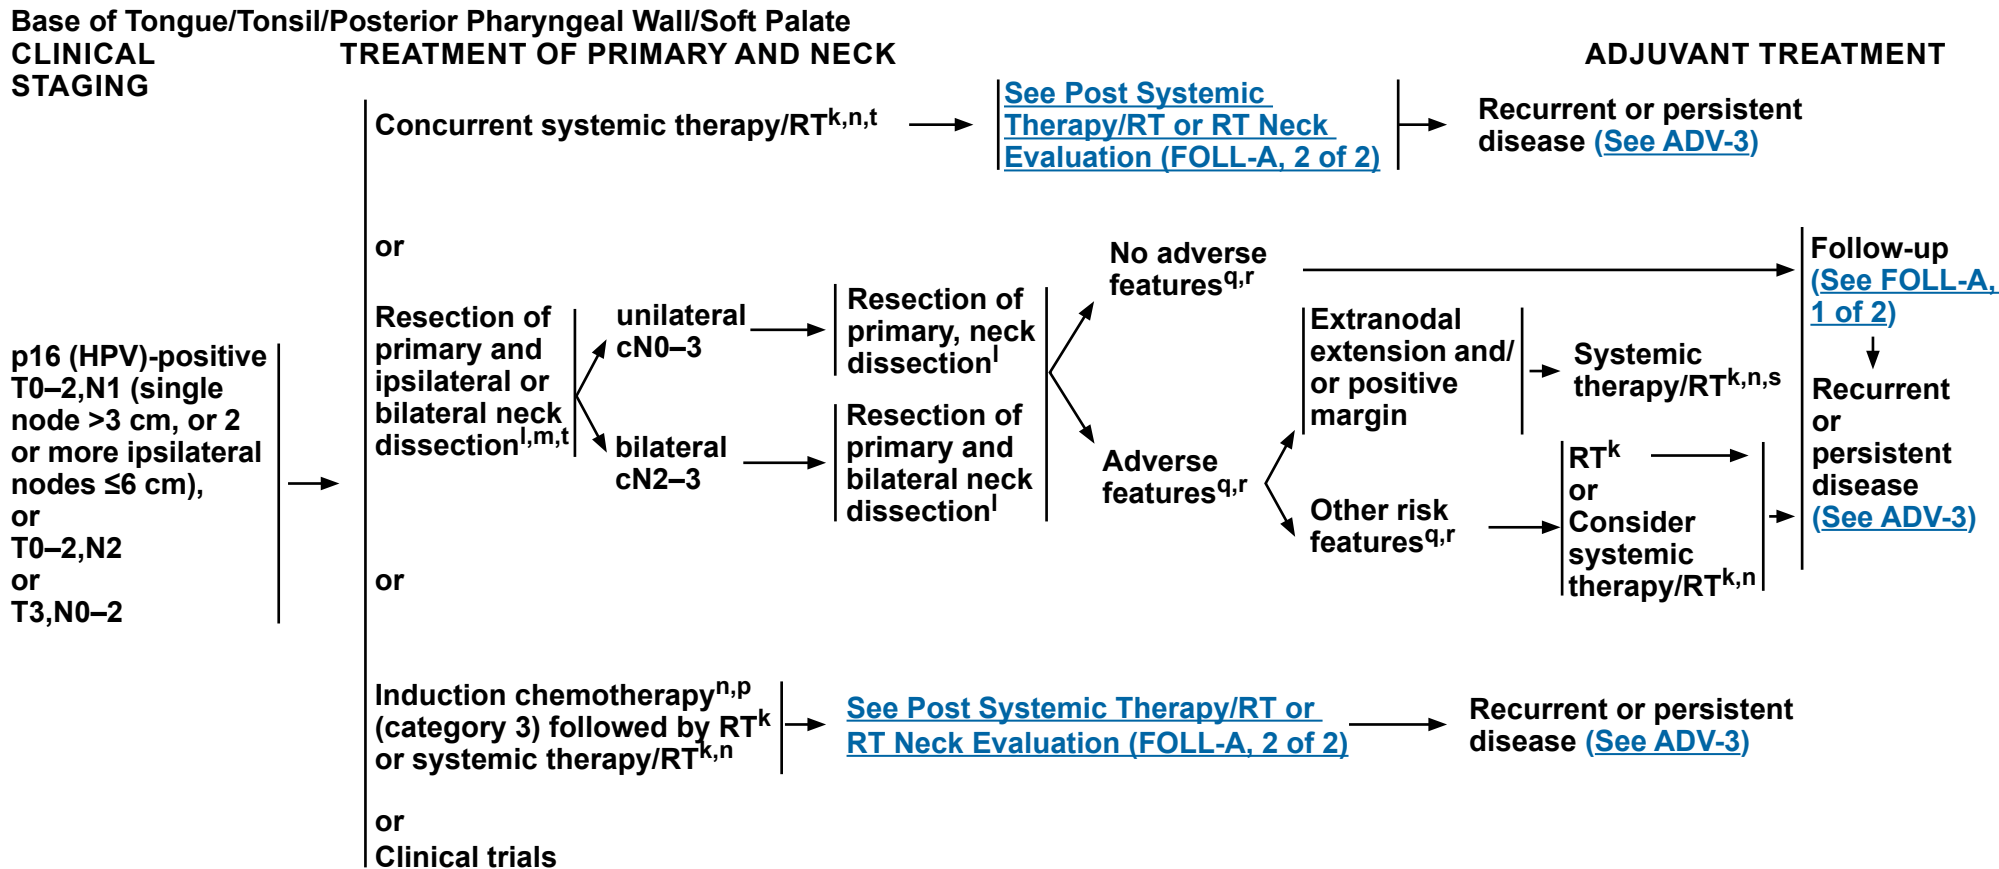 Base of Tongue/Tonsil/Posterior Pharyngeal Wall/Soft Palate
CLINICAL
STAGING
TREATMENT OF PRIMARY AND NECK
ADJUVANT TREATMENT
p16 (HPV)-positive
T0–2,N1 (single
node >3 cm, or 2
or more ipsilateral
nodes ≤6 cm),
or
T0–2,N2
or
T3,N0–2
Concurrent systemic therapy/RTk,n,t
See Post Systemic
Therapy/RT or RT Neck
Evaluation (FOLL-A, 2 of 2)
Recurrent or persistent
disease (See ADV-3)
or
Resection of
primary and
ipsilateral or
bilateral neck
dissectionl,m,t
unilateral
cN0–3
bilateral
cN2–3
Resection of
primary, neck
dissectionl
Resection of
primary and
bilateral neck
dissectionl
No adverse
featuresq,r
Adverse
featuresq,r
Extranodal
extension and/
or positive
margin
Other risk
featuresq,r
Systemic
therapy/RTk,n,s
RTk
or
Consider
systemic
therapy/RTk,n
Follow-up
(See FOLL-A,
1 of 2)
Recurrent
or
persistent
disease
(See ADV-3)
or
Induction chemotherapyn,p
(category 3) followed by RTk
or systemic therapy/RTk,n
See Post Systemic Therapy/RT or
RT Neck Evaluation (FOLL-A, 2 of 2)
Recurrent or persistent
disease (See ADV-3)
or
Clinical trials